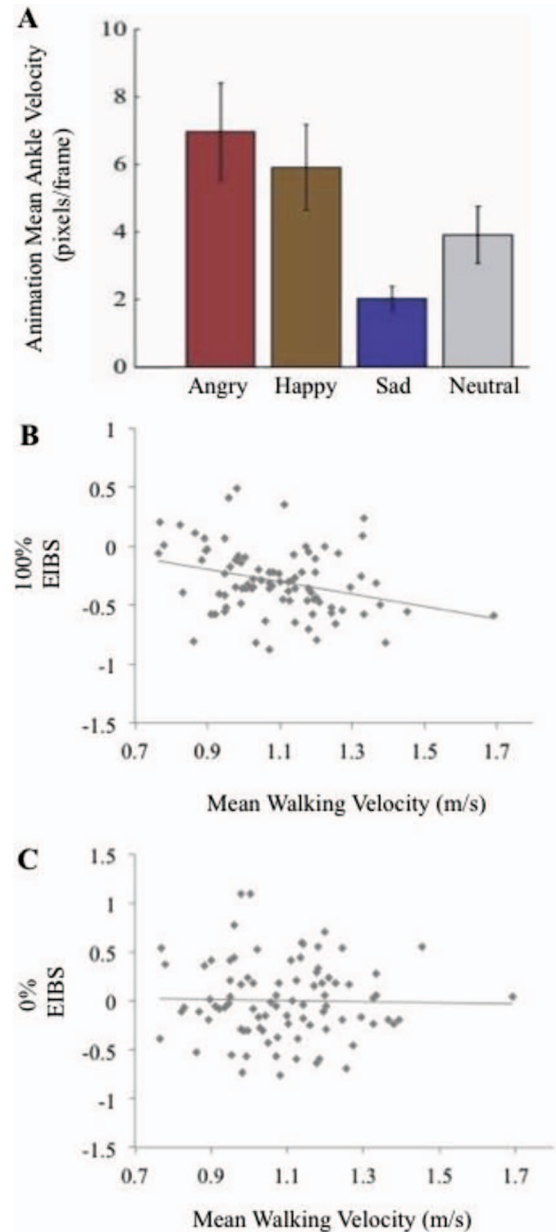 A
Animation Mean Ankle Velocity
(pixels/frame)
10
8
6
4
2
0
Angry Happy Sad Neutral
B
100%
EIBS
1
0.5
0
-0.5
-1
-1.5
0.7 0.9 1.1 1.3 1.5 1.7
Mean Walking Velocity (m/s)
C
0%
EIBS
1.5
1
0.5
0
-0.5
-1
-1.5
0.7 0.9 1.1 1.3 1.5 1.7
Mean Walking Velocity (m/s)